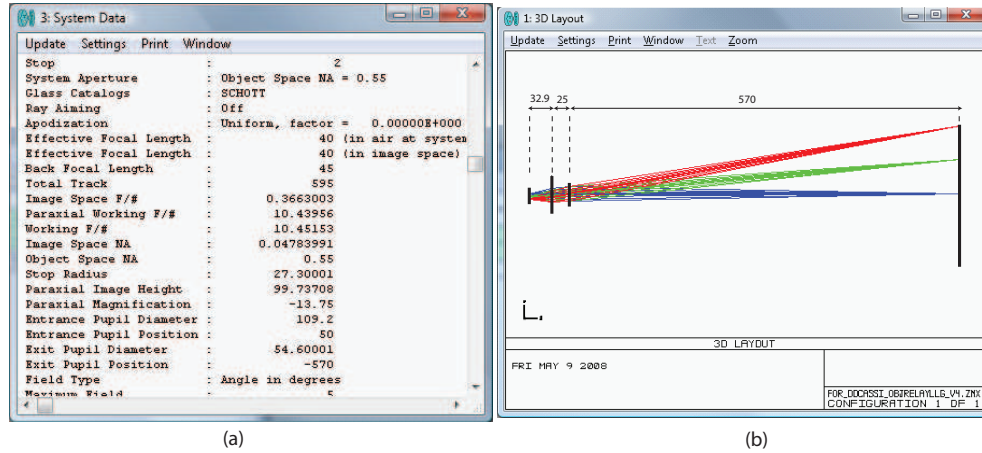 3: System Data
Update Settings Print Window
Stop : 2
System Aperture : Object Space NA = 0.55
Glass Catalogs : SCHOTT
Ray Aiming : Off
Apodization : Uniform, factor = 0.00000E+000
Effective Focal Length : 40 (in air at system
Effective Focal Length : 40 (in image space)
Back Focal Length : 45
Total Track : 595
Image Space F/# : 0.3663003
Paraxial Working F/# : 10.43956
Working F/# : 10.45153
Image Space NA : 0.04783991
Object Space NA : 0.55
Stop Radius : 27.30001
Paraxial Image Height : 99.73708
Paraxial Magnification : -13.75
Entrance Pupil Diameter : 109.2
Entrance Pupil Position : 50
Exit Pupil Diameter : 54.60001
Exit Pupil Position : -570
Field Type : Angle in degrees
Maximum Field : 5
(a)
1: 3D Layout
Update Settings Print Window Text Zoom
32.9 25 570
3D LAYOUT
FRI MAY 9 2008
FOR_DDCASSI_OBJRELAYLLG_V4.ZMX
CONFIGURATION 1 OF 1
(b)